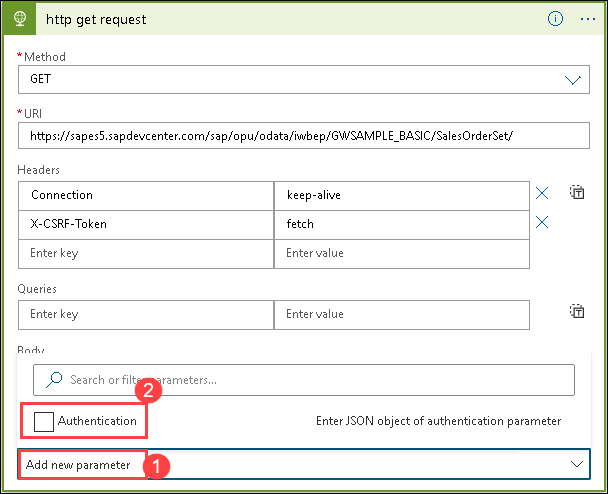 http get request
*Method
GET
*URI
https://sapes5.sapdevcenter.com/sap/opu/odata/iwbep/GWSAMPLE_BASIC/SalesOrderSet/
Headers
Connection keep-alive
X-CSRF-Token fetch
Enter key Enter value
Queries
Enter key Enter value
Body
Search or filter parameters...
2
Authentication Enter JSON object of authentication parameter
Add new parameter 1